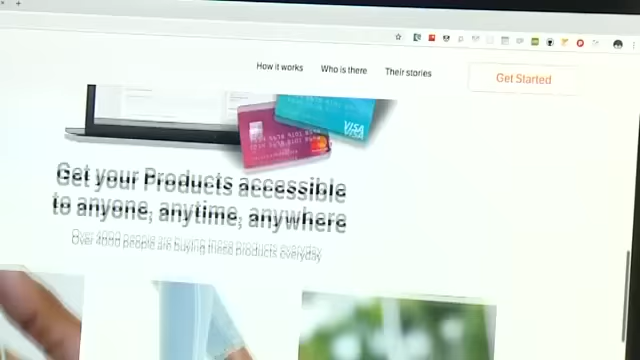 How it works Who is there Their stories Get Started
VISA
Get your Products accessible
to anyone, anytime, anywhere
Over 4000 people are buying these products everyday